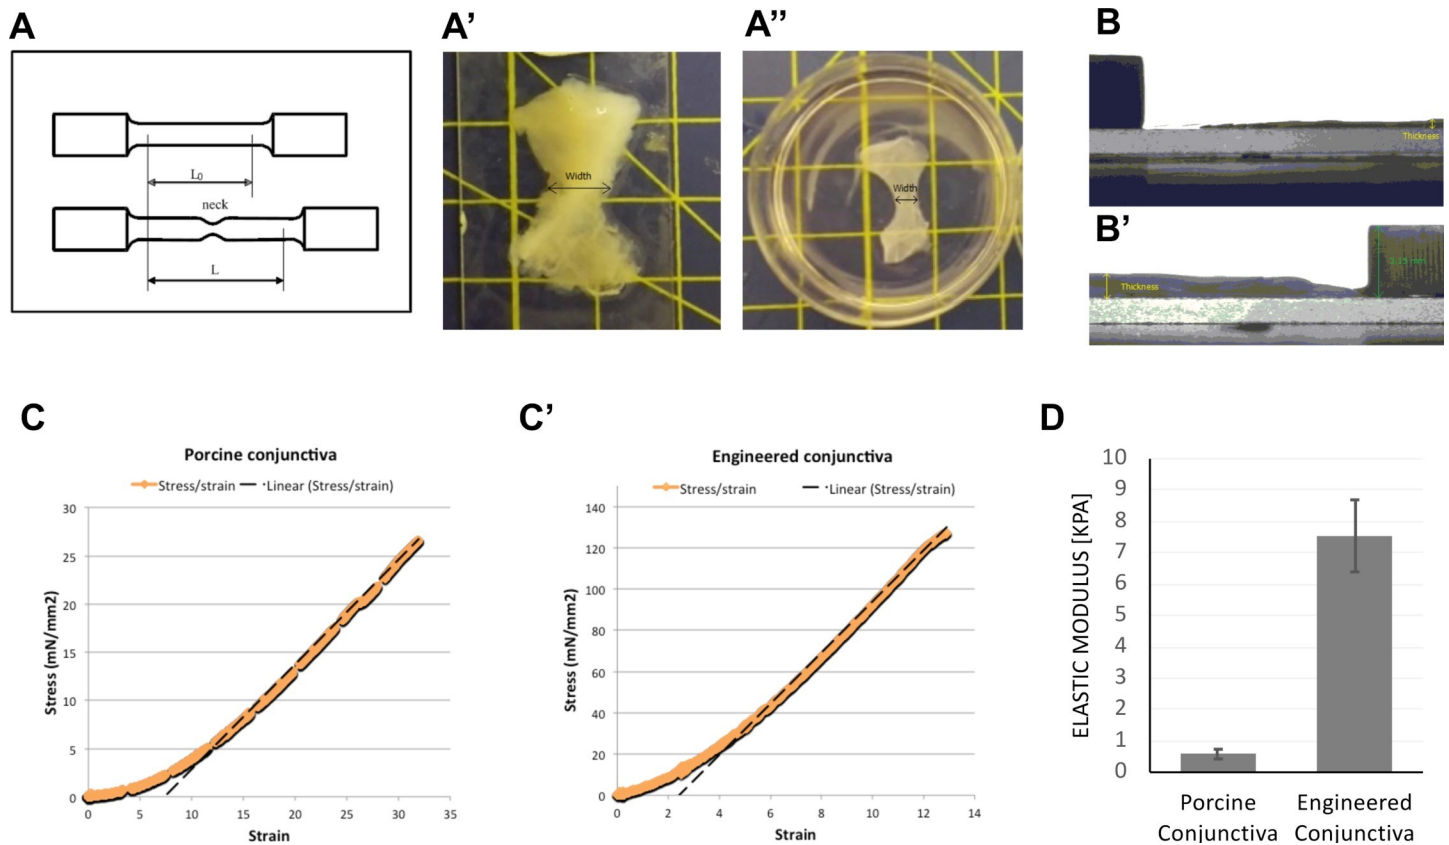 A
A’
A’’
B
L0
neck
L
Width
Width
Thickness
B’
3.15 mm
Thickness
C
Porcine conjunctiva
Stress/strain
Linear (Stress/strain)
Stress (mN/mm2)
30
25
20
15
10
5
0
0 5 10 15 20 25 30 35
Strain
C’
Engineered conjunctiva
Stress/strain
Linear (Stress/strain)
Stress (mN/mm2)
140
120
100
80
60
40
20
0
0 2 4 6 8 10 12 14
Strain
D
ELASTIC MODULUS [KPA]
10
9
8
7
6
5
4
3
2
1
0
Porcine Engineered
Conjunctiva Conjunctiva